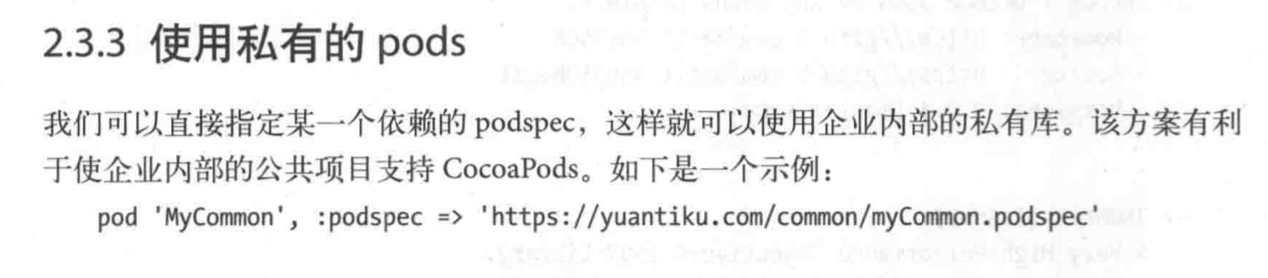 2.3.3 使用私有的 pods
我们可以直接指定某一个依赖的 podspec，这样就可以使用企业内部的私有库。该方案有利
于使企业内部的公共项目支持 CocoaPods。如下是一个示例：
pod 'MyCommon', :podspec => 'https://yuantiku.com/common/myCommon.podspec'